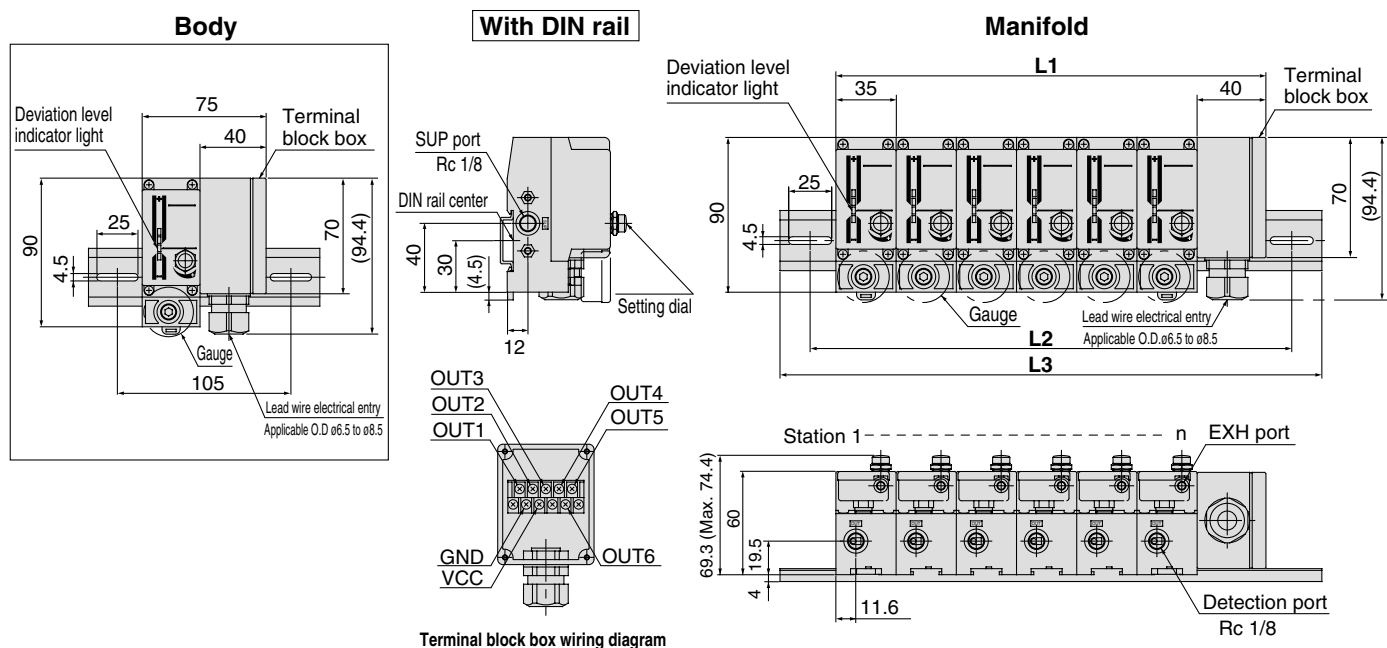 Body
Deviation level
indicator light
75
40
Terminal
block box
25
90
4.5
70
(94.4)
Gauge
105
Lead wire electrical entry
Applicable O.D ø6.5 to ø8.5
With DIN rail
SUP port
Rc 1/8
DIN rail center
40
30
(4.5)
12
Setting dial
OUT3
OUT2
OUT1
OUT4
OUT5
GND
VCC
OUT6
Terminal block box wiring diagram
Manifold
Deviation level
indicator light
L1
35
40
Terminal
block box
25
90
4.5
70
(94.4)
Gauge
Lead wire electrical entry
Applicable O.D.ø6.5 to ø8.5
L2
L3
Station 1
n
EXH port
69.3 (Max. 74.4)
60
19.5
4
11.6
Detection port
Rc 1/8